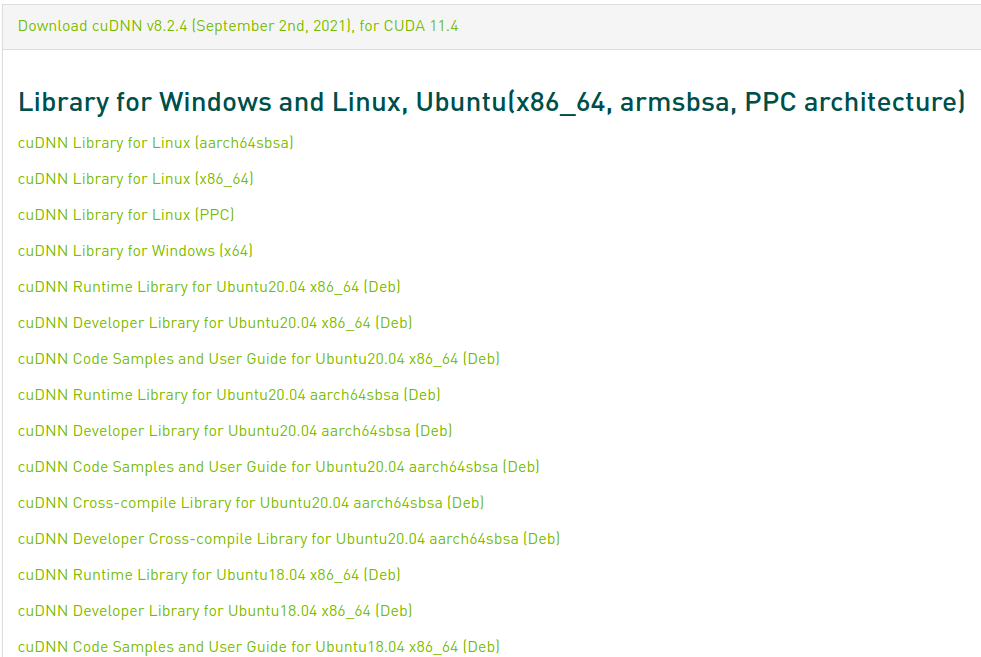 Download cuDNN v8.2.4 (September 2nd, 2021), for CUDA 11.4
Library for Windows and Linux, Ubuntu(x86_64, armsbsa, PPC architecture)
cuDNN Library for Linux (aarch64sbsa)
cuDNN Library for Linux (x86_64)
cuDNN Library for Linux (PPC)
cuDNN Library for Windows (x64)
cuDNN Runtime Library for Ubuntu20.04 x86_64 (Deb)
cuDNN Developer Library for Ubuntu20.04 x86_64 (Deb)
cuDNN Code Samples and User Guide for Ubuntu20.04 x86_64 (Deb)
cuDNN Runtime Library for Ubuntu20.04 aarch64sbsa (Deb)
cuDNN Developer Library for Ubuntu20.04 aarch64sbsa (Deb)
cuDNN Code Samples and User Guide for Ubuntu20.04 aarch64sbsa (Deb)
cuDNN Cross-compile Library for Ubuntu20.04 aarch64sbsa (Deb)
cuDNN Developer Cross-compile Library for Ubuntu20.04 aarch64sbsa (Deb)
cuDNN Runtime Library for Ubuntu18.04 x86_64 (Deb)
cuDNN Developer Library for Ubuntu18.04 x86_64 (Deb)
cuDNN Code Samples and User Guide for Ubuntu18.04 x86_64 (Deb)